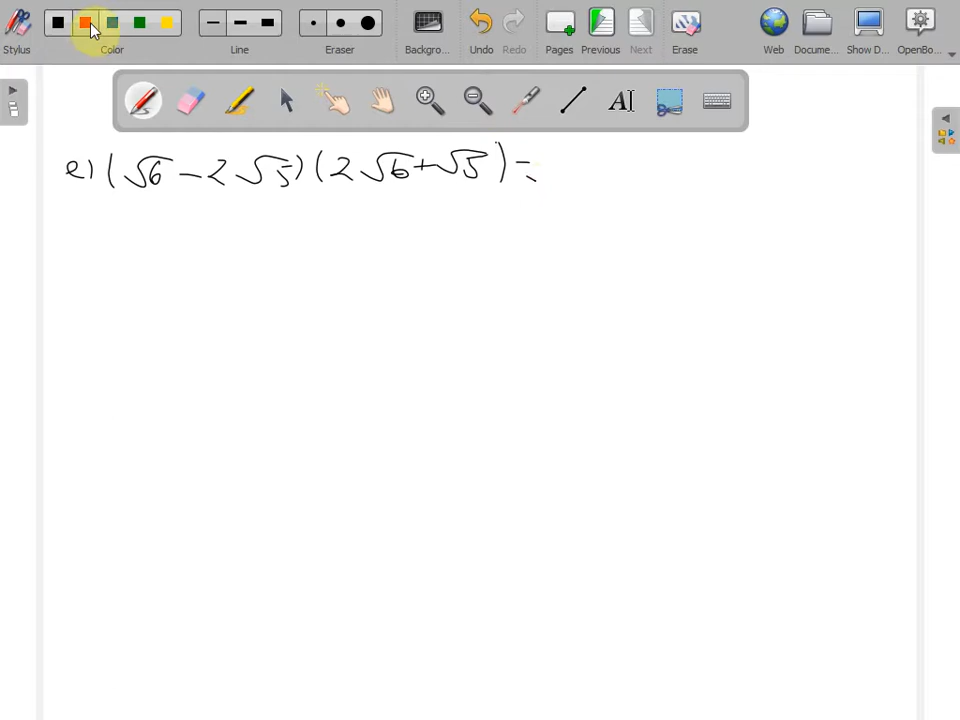 Stylus
Color
Line
Eraser
Backgro...
Undo
Redo
Pages
Previous
Next
Erase
Web
Docume...
Show D...
OpenBo...
e) (√6 − 2√5)(2√6+√5) =